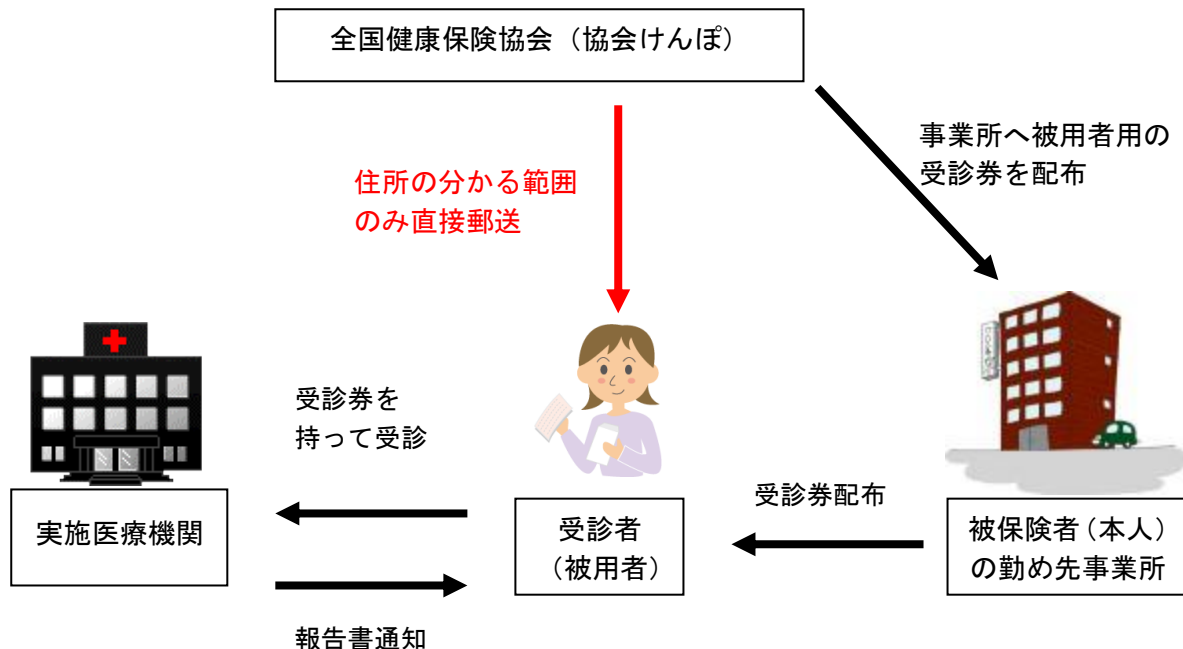 全国健康保険協会（協会けんぽ）
事業所へ被用者用の
受診券を配布
住所の分かる範囲
のみ直接郵送
受診券を
持って受診
受診券配布
実施医療機関
受診者
（被用者）
被保険者（本人）
の勤め先事業所
報告書通知